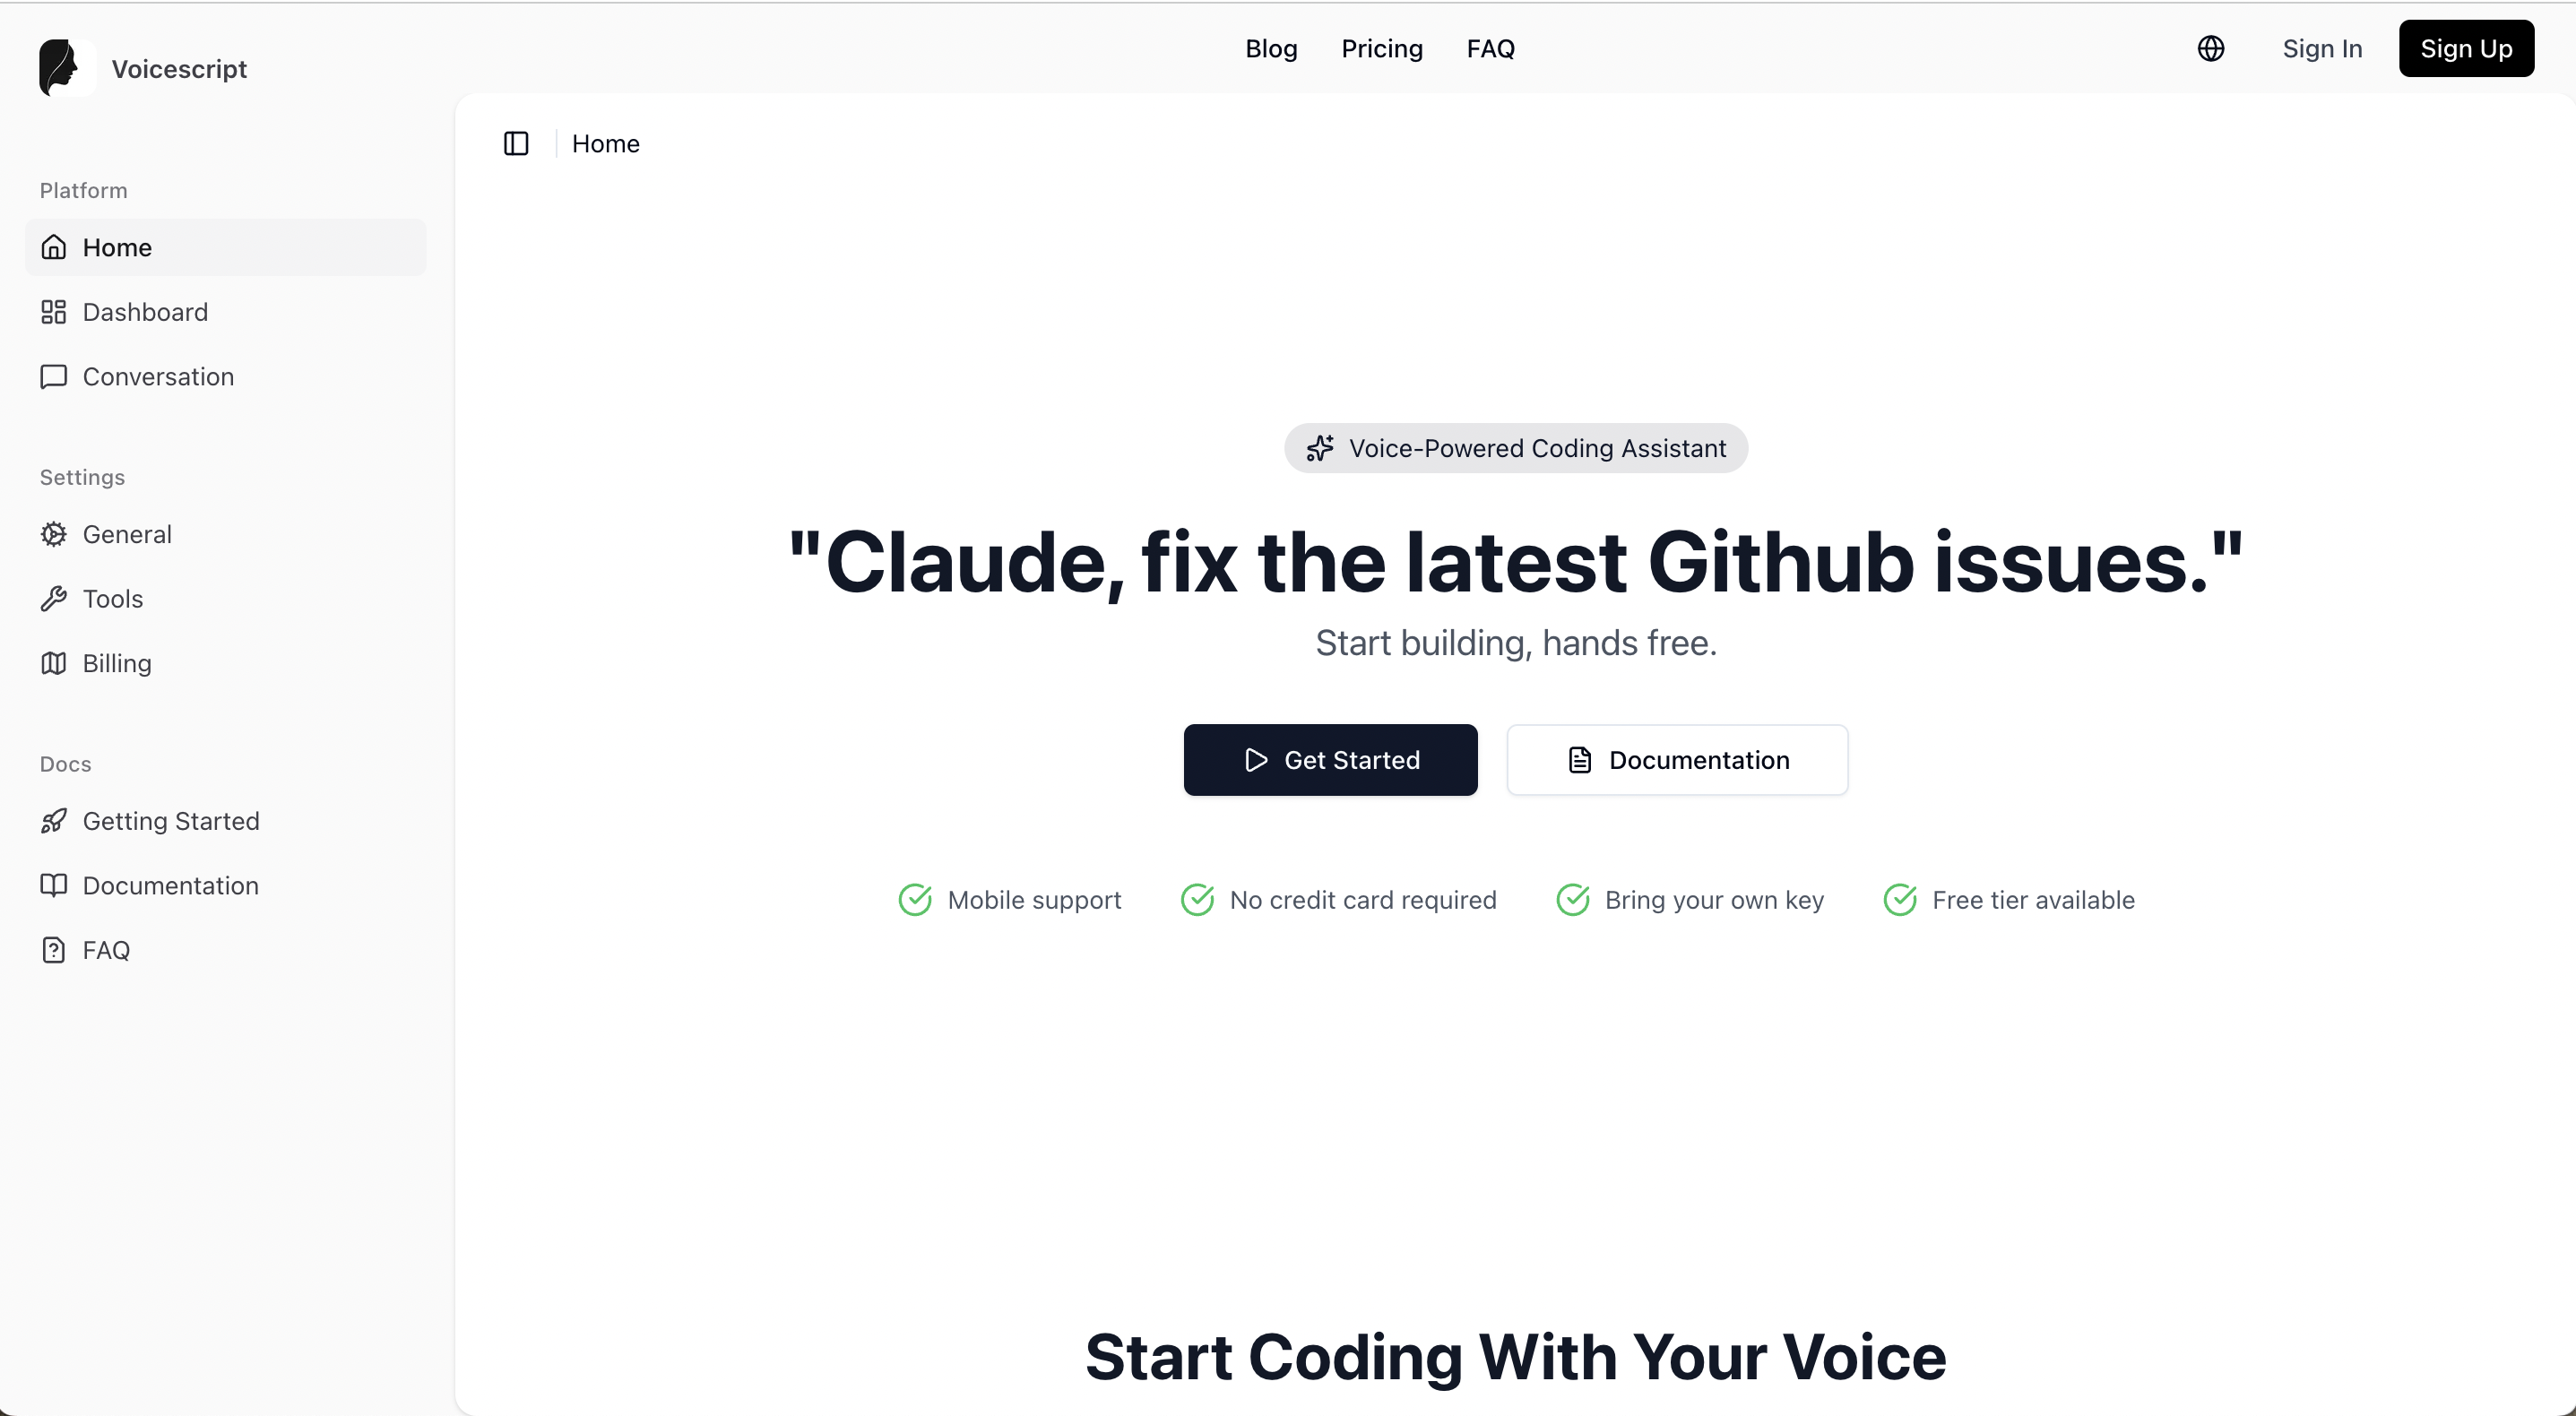 Voicescript
Blog
Pricing
FAQ
Sign In
Sign Up
Platform
Home
Dashboard
Conversation
Settings
General
Tools
Billing
Docs
Getting Started
Documentation
FAQ
Home
Voice-Powered Coding Assistant
"Claude, fix the latest Github issues."
Start building, hands free.
Get Started
Documentation
Mobile support
No credit card required
Bring your own key
Free tier available
Start Coding With Your Voice